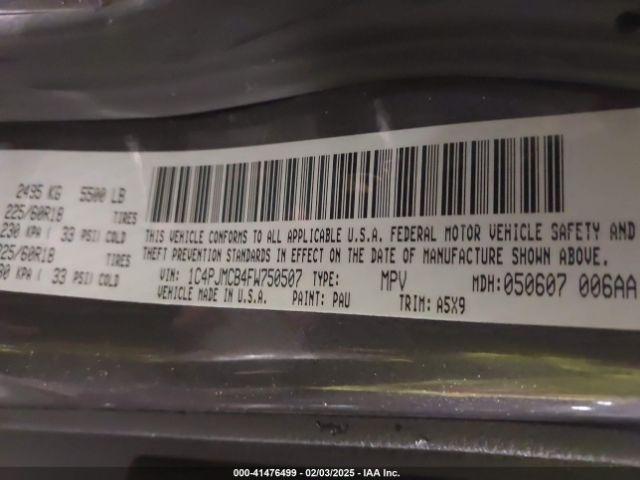 2495 KG 5500 LB
225/60R18 TIRES
230 KPA ( 33 PSI) COLD
225/60R18 TIRES
30 KPA ( 33 PSI) COLD
THIS VEHICLE CONFORMS TO ALL APPLICABLE U.S.A. FEDERAL MOTOR VEHICLE SAFETY AND
THEFT PREVENTION STANDARDS IN EFFECT ON THE DATE OF MANUFACTURE SHOWN ABOVE.
VIN: 1C4PJMCB4FW750507 TYPE: MPV MDH: 050607 006AA
VEHICLE MADE IN U.S.A. PAINT: PAU TRIM: A5X9
000-41476499 — 02/03/2025 — IAA Inc.